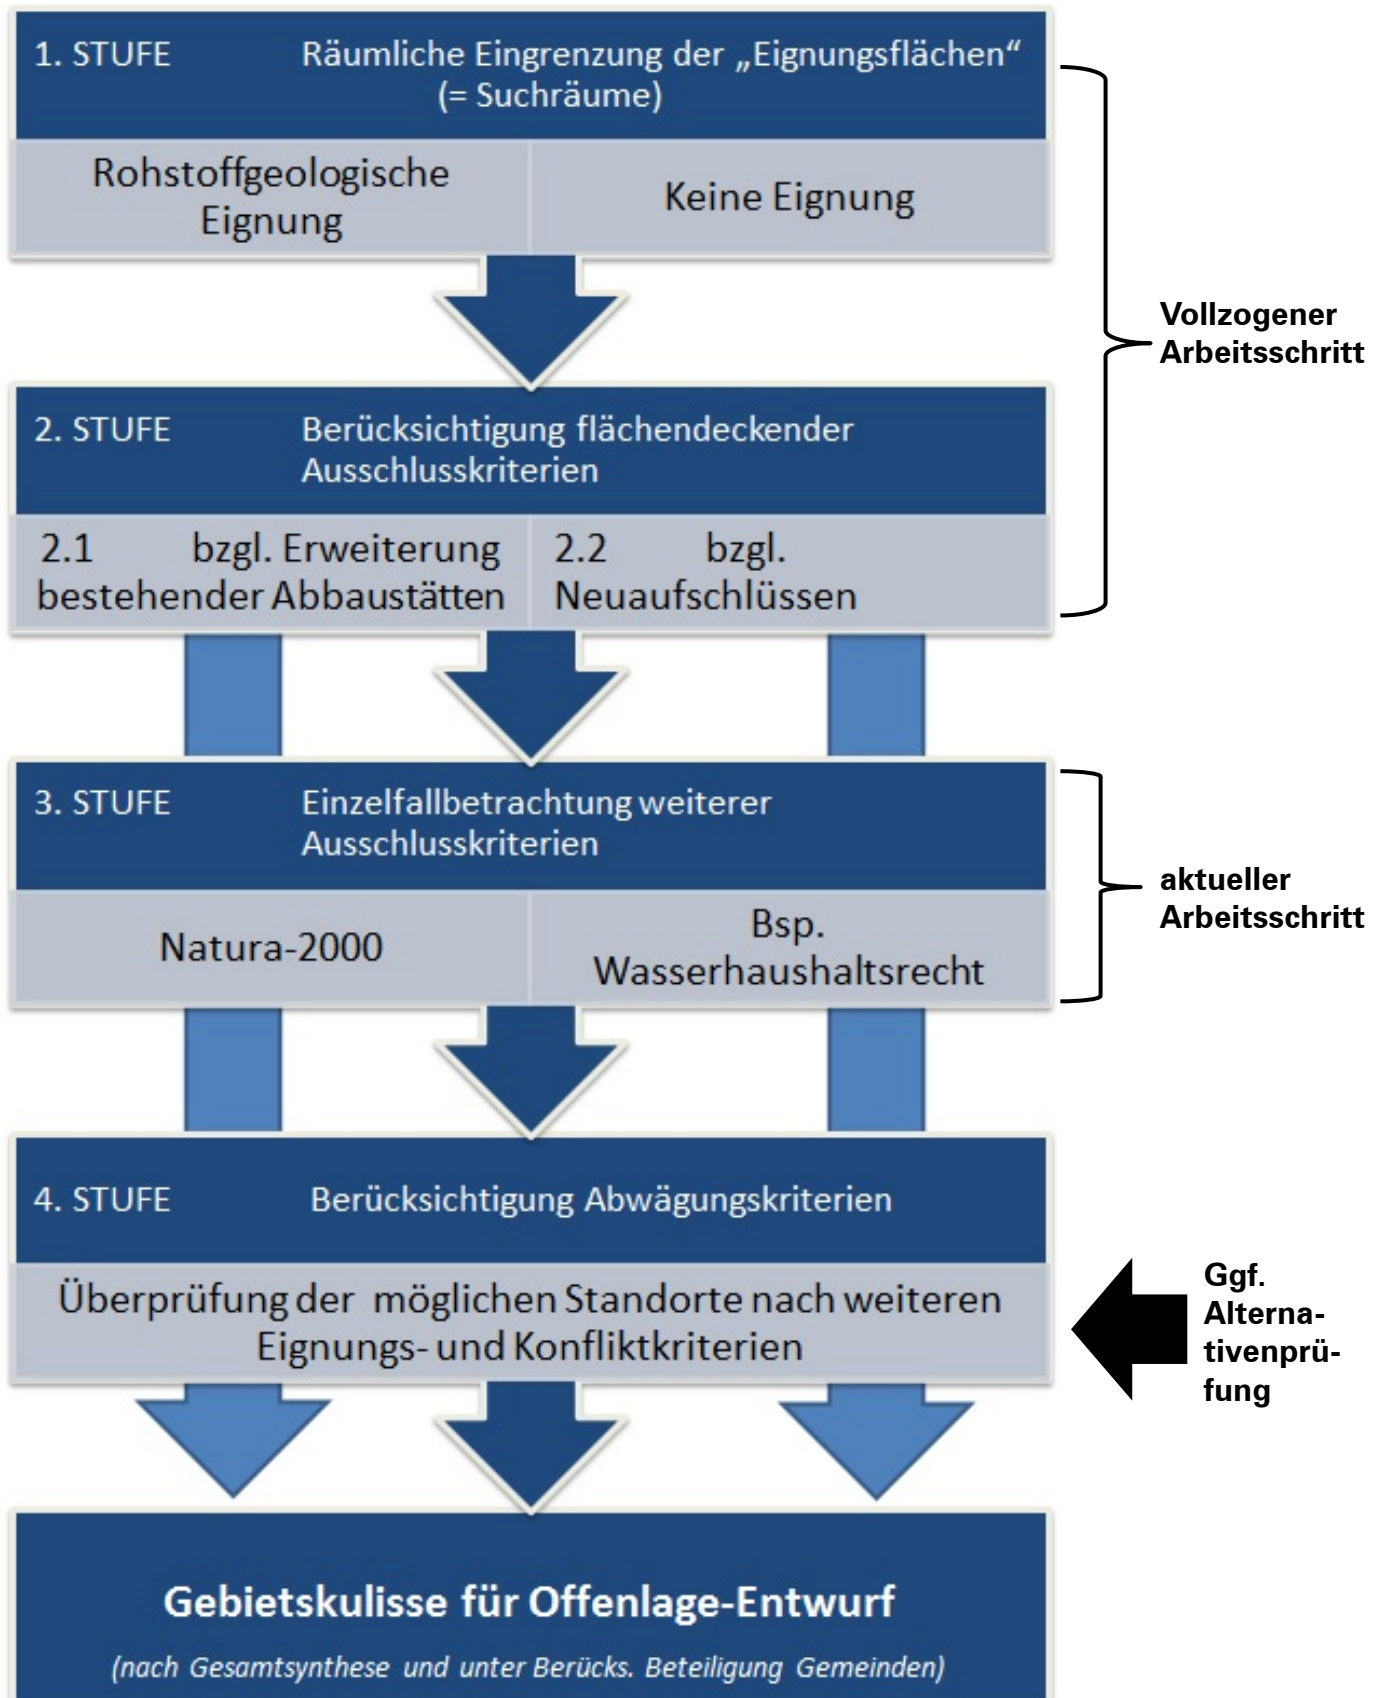 1. STUFE Räumliche Eingrenzung der „Eignungsflächen“
(= Suchräume)
Rohstoffgeologische
Eignung
Keine Eignung
Vollzogener
Arbeitsschritt
2. STUFE Berücksichtigung flächendeckender
Ausschlusskriterien
2.1 bzgl. Erweiterung
bestehender Abbaustätten
2.2 bzgl.
Neuaufschlüssen
3. STUFE Einzelfallbetrachtung weiterer
Ausschlusskriterien
Natura-2000
Bsp.
Wasserhaushaltsrecht
aktueller
Arbeitsschritt
4. STUFE Berücksichtigung Abwägungskriterien
Überprüfung der möglichen Standorte nach weiteren
Eignungs- und Konfliktkriterien
Ggf.
Alterna-
tivenprü-
fung
Gebietskulisse für Offenlage-Entwurf
(nach Gesamtsynthese und unter Berücks. Beteiligung Gemeinden)